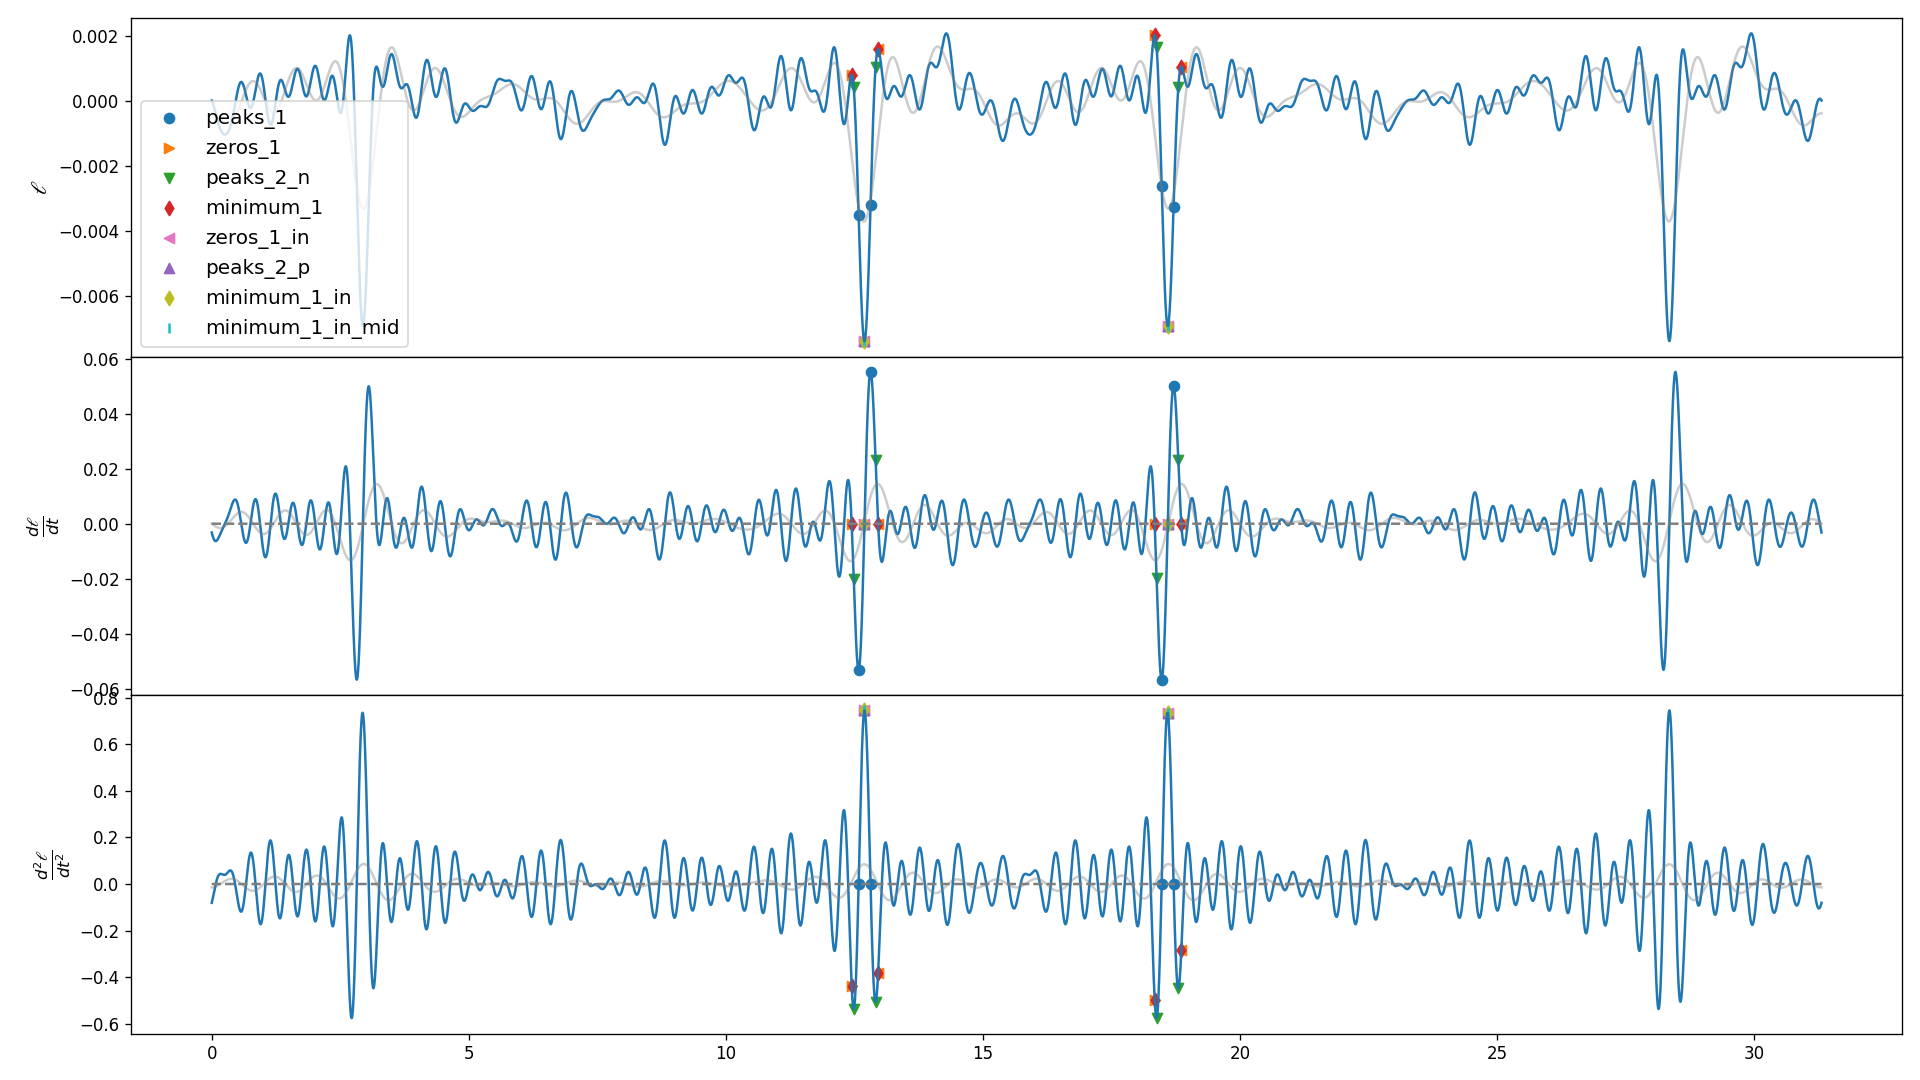 0.002
0.000
−0.002
−0.004
−0.006
ℓ
peaks_1
zeros_1
peaks_2_n
minimum_1
zeros_1_in
peaks_2_p
minimum_1_in
minimum_1_in_mid
0.06
0.04
0.02
0.00
−0.02
−0.04
−0.06
dℓ
dt
0.8
0.6
0.4
0.2
0.0
−0.2
−0.4
−0.6
d²ℓ
dt²
0 5 10 15 20 25 30